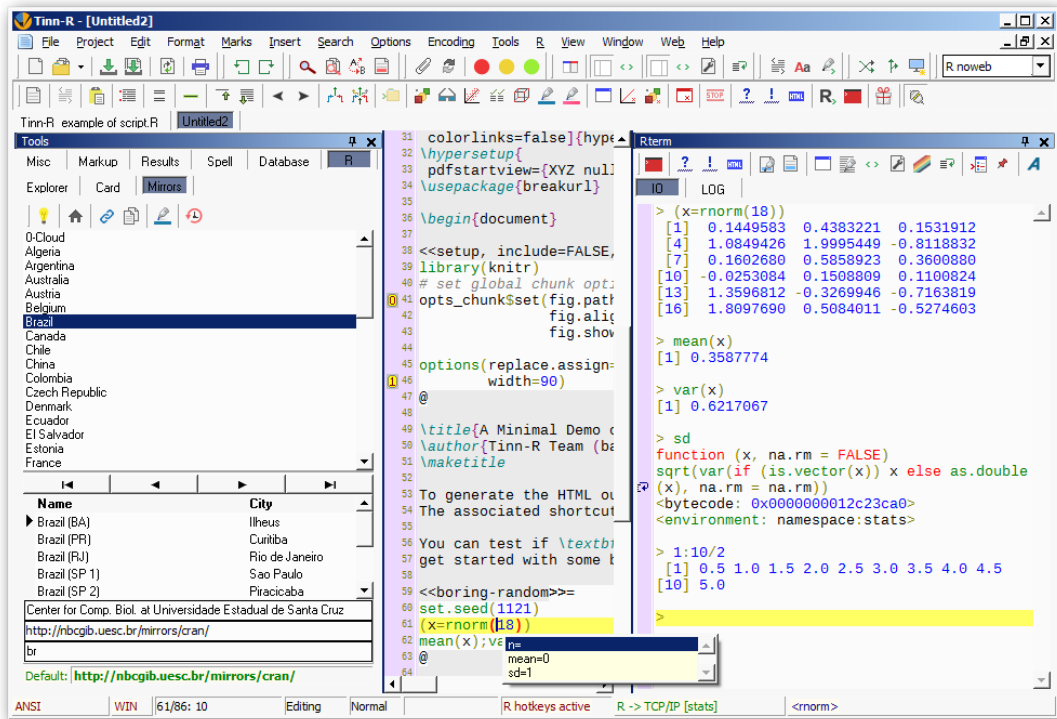 Tinn-R - [Untitled2]
File Project Edit Format Marks Insert Search Options Encoding Tools R View Window Web Help
R noweb
Tinn-R example of script.R Untitled2
Tools
Misc Markup Results Spell Database R
Explorer Card Mirrors
0-Cloud
Algeria
Argentina
Australia
Austria
Belgium
Brazil
Canada
Chile
China
Colombia
Czech Republic
Denmark
Ecuador
El Salvador
Estonia
France
Name City
Brazil (BA) Ilheus
Brazil (PR) Curitiba
Brazil (RJ) Rio de Janeiro
Brazil (SP 1) Sao Paulo
Brazil (SP 2) Piracicaba
Center for Comp. Biol. at Universidade Estadual de Santa Cruz
http://nbcgib.uesc.br/mirrors/cran/
br
Default: http://nbcgib.uesc.br/mirrors/cran/
31 colorlinks=false]{hype
32 \hypersetup{
33 pdfstartview={XYZ null
34 \usepackage{breakurl}
35
36 \begin{document}
37
38 <<setup, include=FALSE,
39 library(knitr)
40 # set global chunk opti
0 41 opts_chunk$set(fig.path
42 fig.alig
43 fig.show
44
45 options(replace.assign=
1 46 width=90)
47 @
48
49 \title{A Minimal Demo o
50 \author{Tinn-R Team (ba
51 \maketitle
52
53 To generate the HTML ou
54 The associated shortcut
55
56 You can test if \textbf
57 get started with some b
58
59 <<boring-random>>=
60 set.seed(1121)
61 (x=rnorm(18))
62 mean(x);va
63 @
64
n=
mean=0
sd=1
Rterm
IO LOG
> (x=rnorm(18))
[1] 0.1449583 0.4383221 0.1531912
[4] 1.0849426 1.9995449 -0.8118832
[7] 0.1602680 0.5858923 0.3600880
[10] -0.0253084 0.1508809 0.1100824
[13] 1.3596812 -0.3269946 -0.7163819
[16] 1.8097690 0.5084011 -0.5274603
> mean(x)
[1] 0.3587774
> var(x)
[1] 0.6217067
> sd
function (x, na.rm = FALSE)
sqrt(var(if (is.vector(x)) x else as.double
(x), na.rm = na.rm))
<bytecode: 0x0000000012c23ca0>
<environment: namespace:stats>
> 1:10/2
[1] 0.5 1.0 1.5 2.0 2.5 3.0 3.5 4.0 4.5
[10] 5.0
>
ANSI WIN 61/86: 10 Editing Normal R hotkeys active R -> TCP/IP [stats] <rnorm>